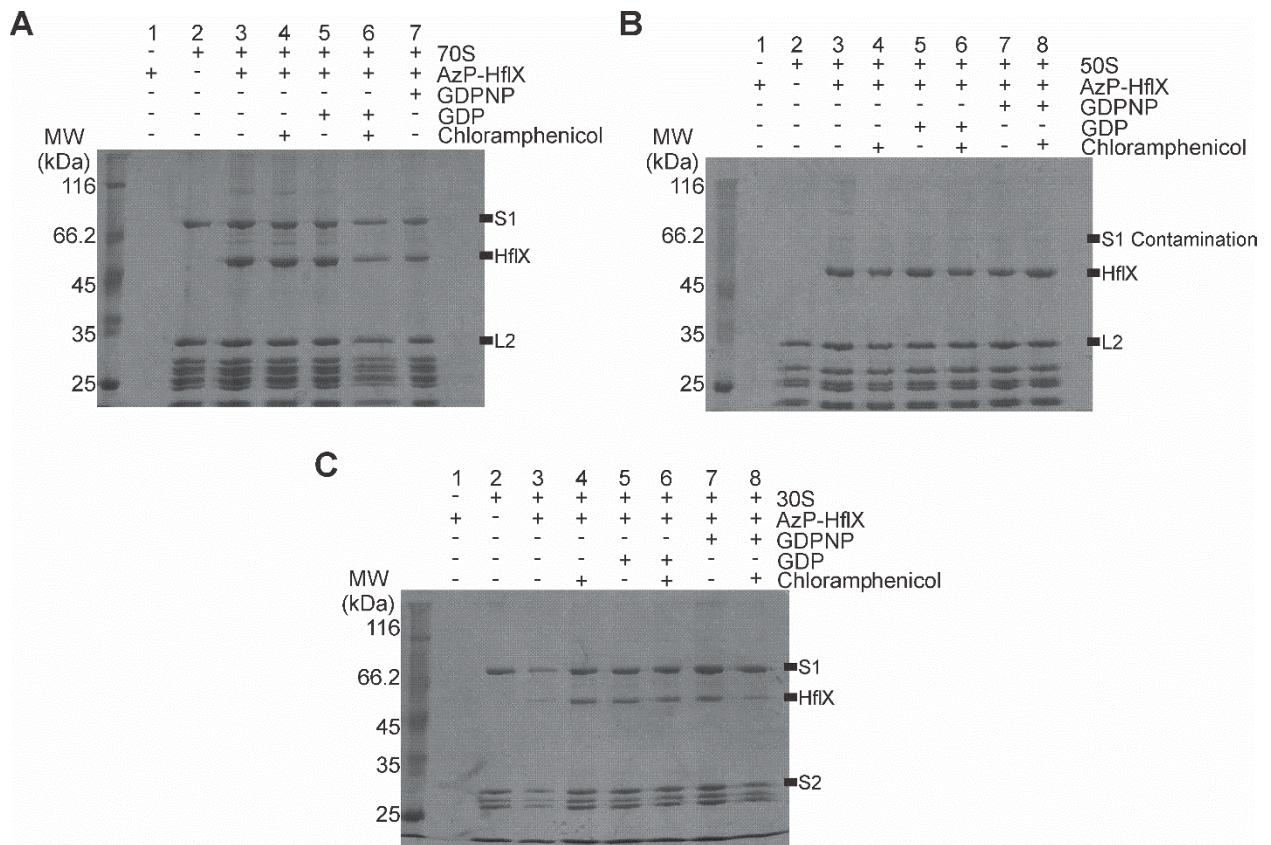 A
1 2 3 4 5 6 7
- + + + + + + 70S
+ - + + + + + AzP-HflX
- - - - - - + GDPNP
- - - - + + - GDP
- - - + - + - Chloramphenicol
MW
(kDa)
116
66.2
45
35
25
S1
HflX
L2
B
1 2 3 4 5 6 7 8
- + + + + + + + 50S
+ - + + + + + + AzP-HflX
- - - - - - + + GDPNP
- - - - + + - - GDP
- - - + - + - + Chloramphenicol
MW
(kDa)
116
66.2
45
35
25
S1 Contamination
HflX
L2
C
1 2 3 4 5 6 7 8
- + + + + + + + 30S
+ - + + + + + + AzP-HflX
- - - - - - + + GDPNP
- - - - + + - - GDP
- - - + - + - + Chloramphenicol
MW
(kDa)
116
66.2
45
35
25
S1
HflX
S2